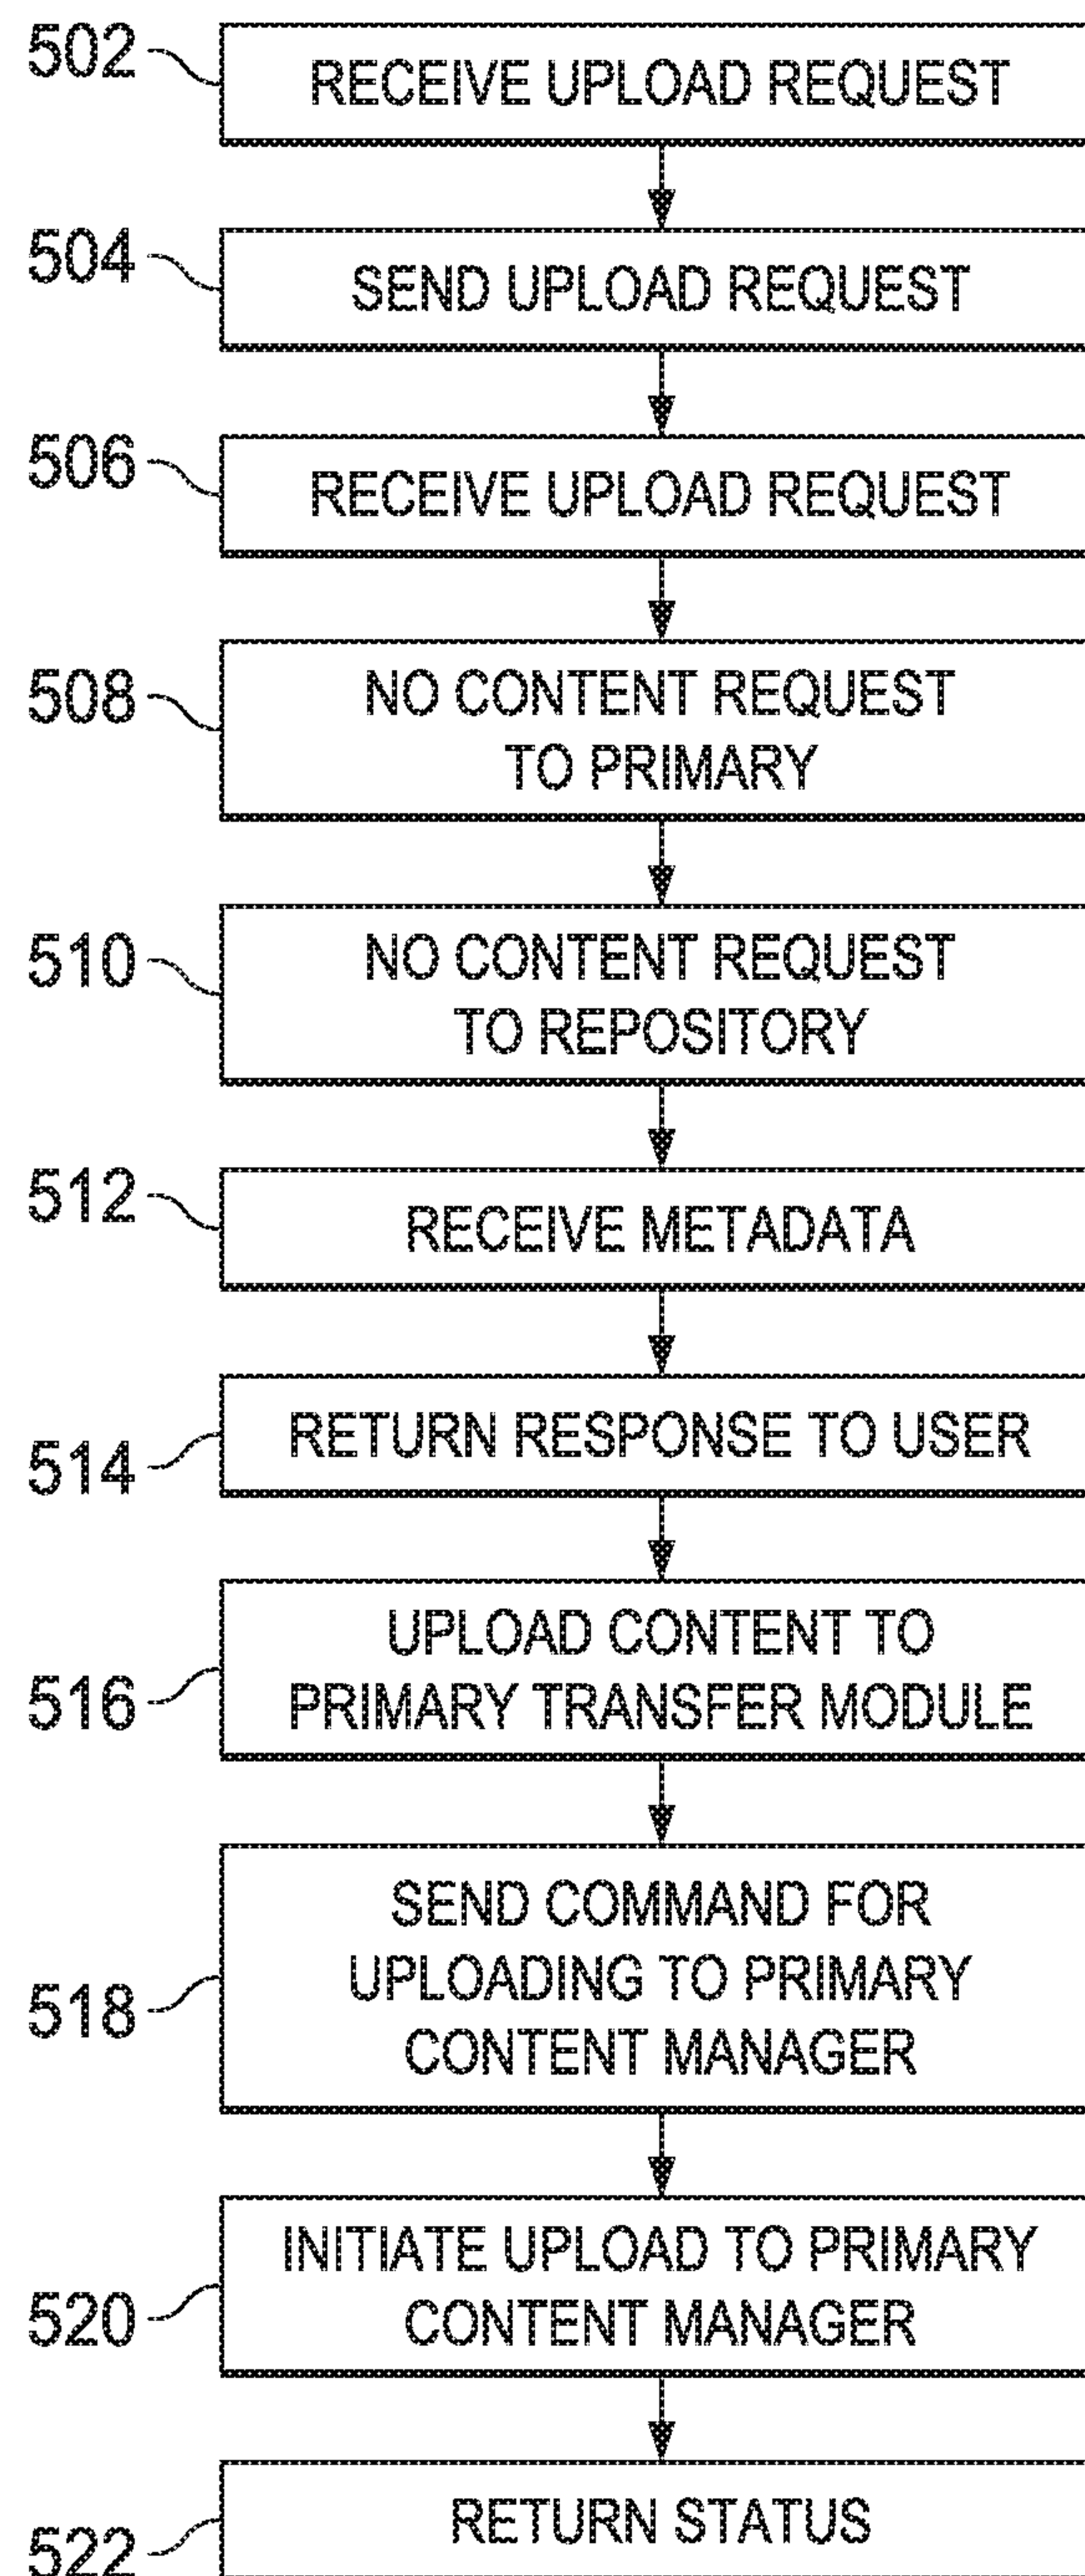 502
RECEIVE UPLOAD REQUEST
504
SEND UPLOAD REQUEST
506
RECEIVE UPLOAD REQUEST
508
NO CONTENT REQUEST
TO PRIMARY
510
NO CONTENT REQUEST
TO REPOSITORY
512
RECEIVE METADATA
514
RETURN RESPONSE TO USER
516
UPLOAD CONTENT TO
PRIMARY TRANSFER MODULE
518
SEND COMMAND FOR
UPLOADING TO PRIMARY
CONTENT MANAGER
520
INITIATE UPLOAD TO PRIMARY
CONTENT MANAGER
522
RETURN STATUS